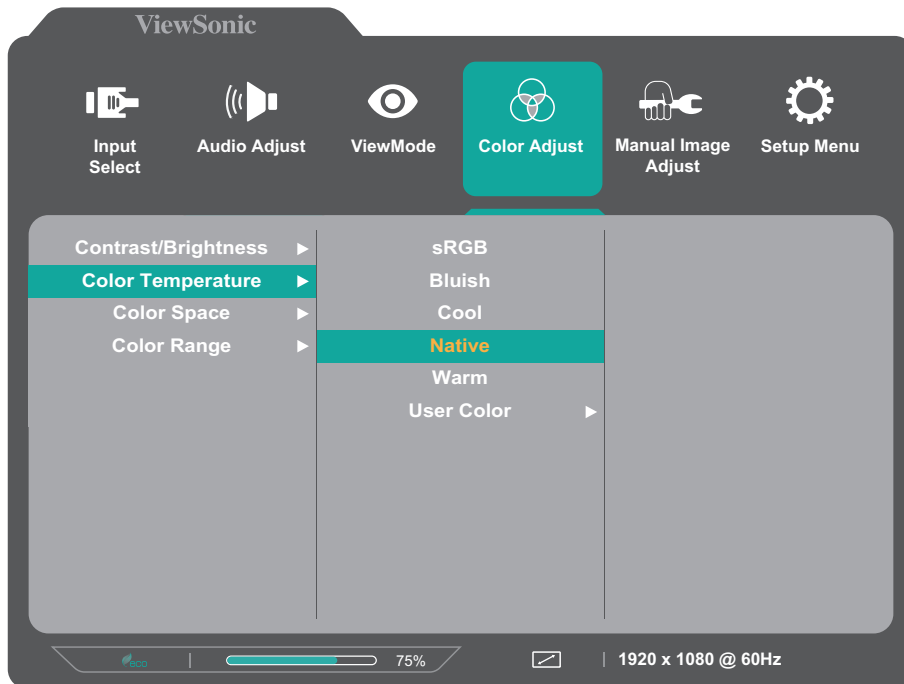 ViewSonic
Input
Select
Audio Adjust
ViewMode
Color Adjust
Manual Image
Adjust
Setup Menu
Contrast/Brightness
Color Temperature
Color Space
Color Range
sRGB
Bluish
Cool
Native
Warm
User Color
eco
75%
1920 x 1080 @ 60Hz